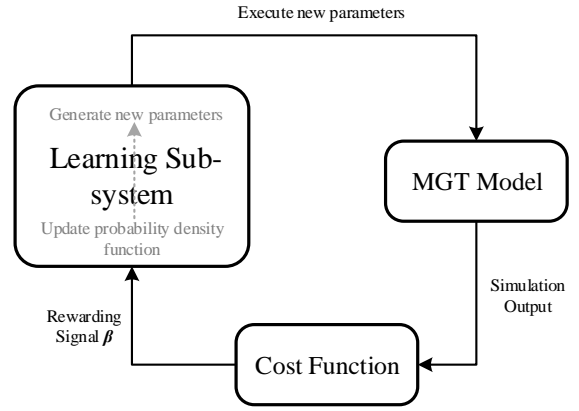 Execute new parameters
Generate new parameters
Learning Sub-
system
Update probability density
function
MGT Model
Simulation
Output
Rewarding
Signal β
Cost Function